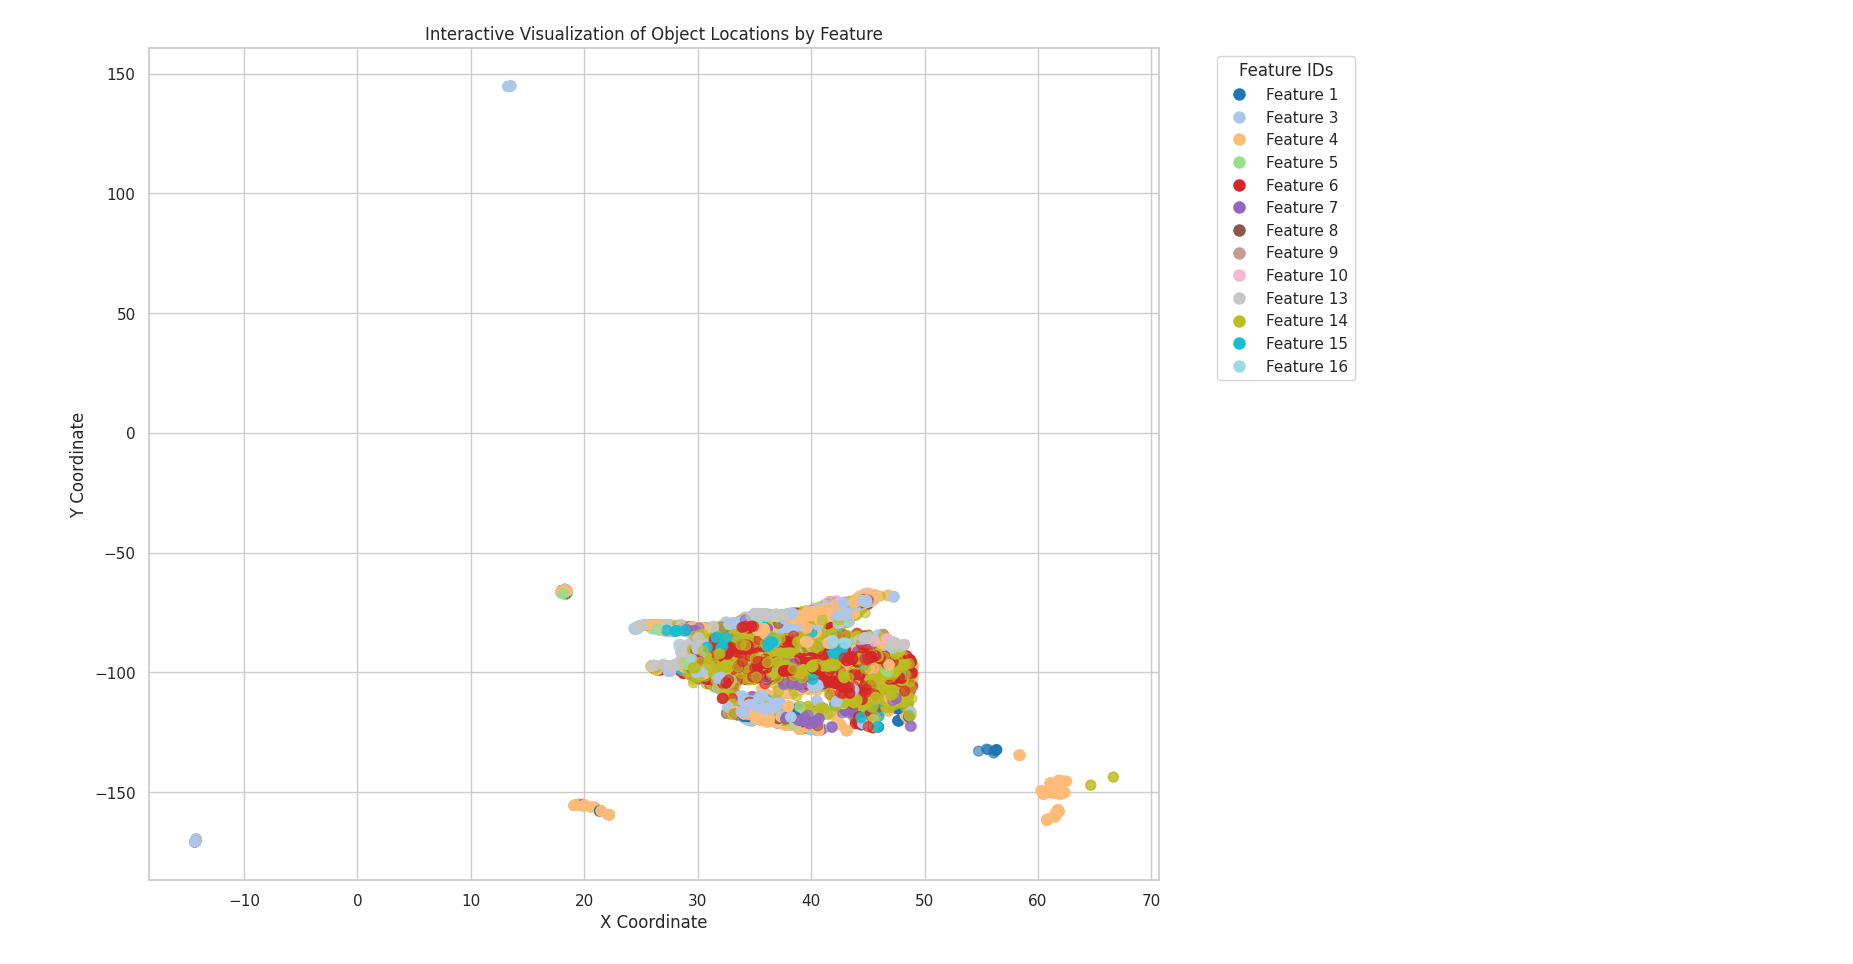 Interactive Visualization of Object Locations by Feature
150
100
50
0
−50
−100
−150
Y Coordinate
−10
0
10
20
30
40
50
60
70
X Coordinate
Feature IDs
Feature 1
Feature 3
Feature 4
Feature 5
Feature 6
Feature 7
Feature 8
Feature 9
Feature 10
Feature 13
Feature 14
Feature 15
Feature 16